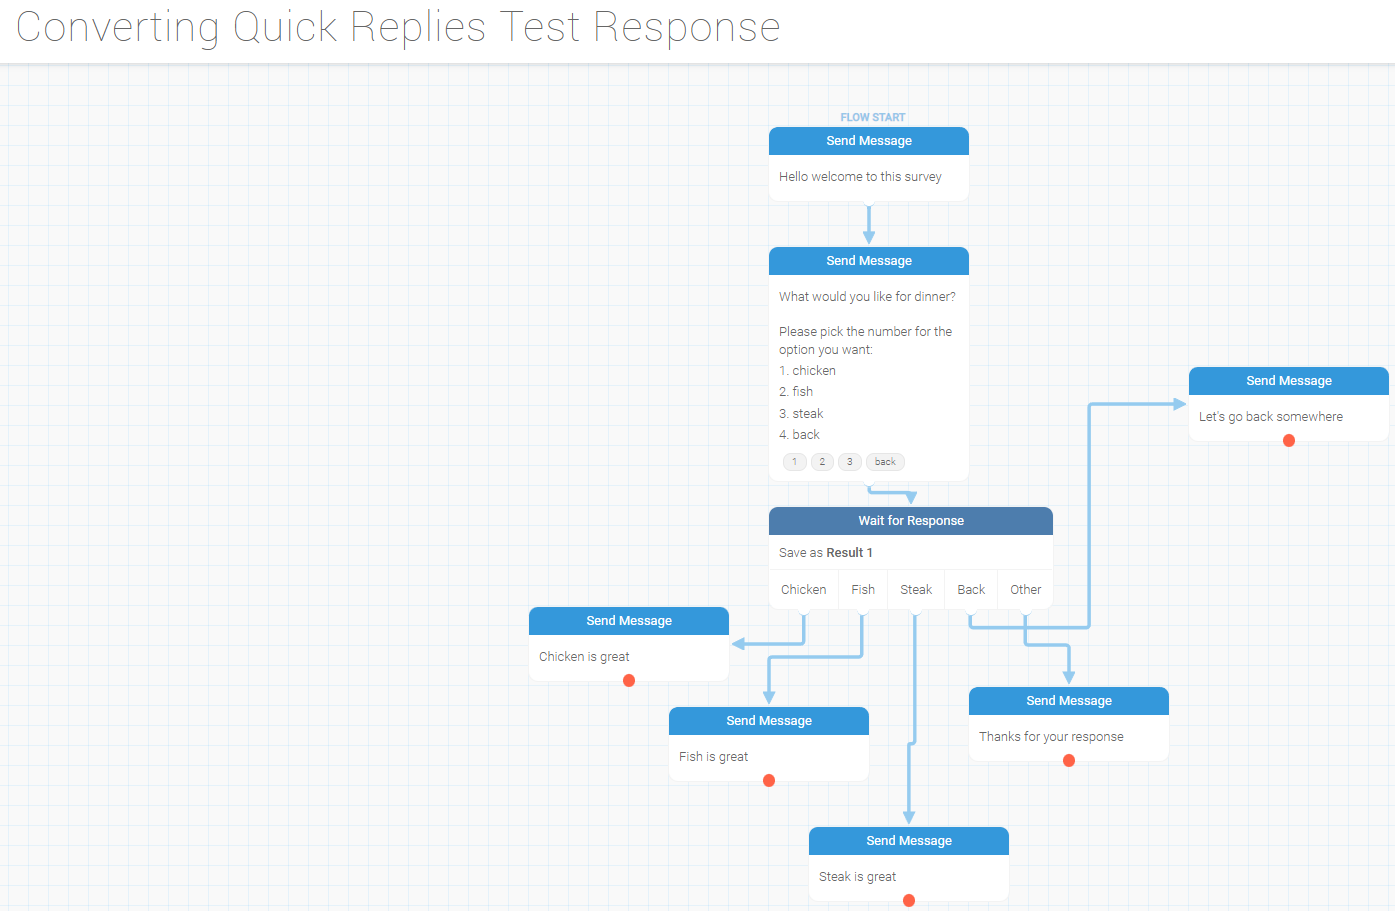 Converting Quick Replies Test Response
FLOW START
Send Message
Hello welcome to this survey
Send Message
What would you like for dinner?
Please pick the number for the
option you want:
1. chicken
2. fish
3. steak
4. back
1 2 3 back
Wait for Response
Save as Result 1
Chicken Fish Steak Back Other
Send Message
Let's go back somewhere
Send Message
Chicken is great
Send Message
Fish is great
Send Message
Thanks for your response
Send Message
Steak is great